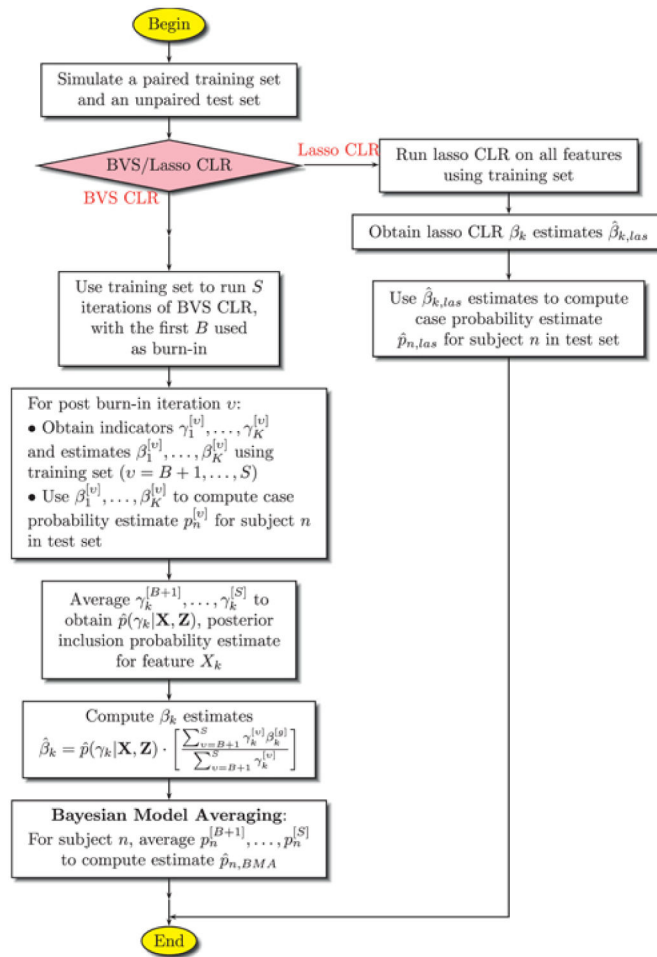 Begin
Simulate a paired training set
and an unpaired test set
BVS/Lasso CLR
Lasso CLR
BVS CLR
Run lasso CLR on all features
using training set
Obtain lasso CLR β_k estimates β̂_{k,las}
Use β̂_{k,las} estimates to compute
case probability estimate
p̂_{n,las} for subject n in test set
Use training set to run S
iterations of BVS CLR,
with the first B used
as burn-in
For post burn-in iteration υ:
• Obtain indicators γ_1^{[υ]}, . . . , γ_K^{[υ]}
and estimates β_1^{[υ]}, . . . , β_K^{[υ]} using
training set (υ = B + 1, . . . , S)
• Use β_1^{[υ]}, . . . , β_K^{[υ]} to compute case
probability estimate p_n^{[υ]} for subject n
in test set
Average γ_k^{[B+1]}, . . . , γ_k^{[S]} to
obtain p̂(γ_k|X, Z), posterior
inclusion probability estimate
for feature X_k
Compute β_k estimates
β̂_k = p̂(γ_k|X, Z) · [ \frac{∑_{υ=B+1}^{S} γ_k^{[υ]} β_k^{[g]}}{∑_{υ=B+1}^{S} γ_k^{[υ]}} ]
Bayesian Model Averaging:
For subject n, average p_n^{[B+1]}, . . . , p_n^{[S]}
to compute estimate p̂_{n,BMA}
End